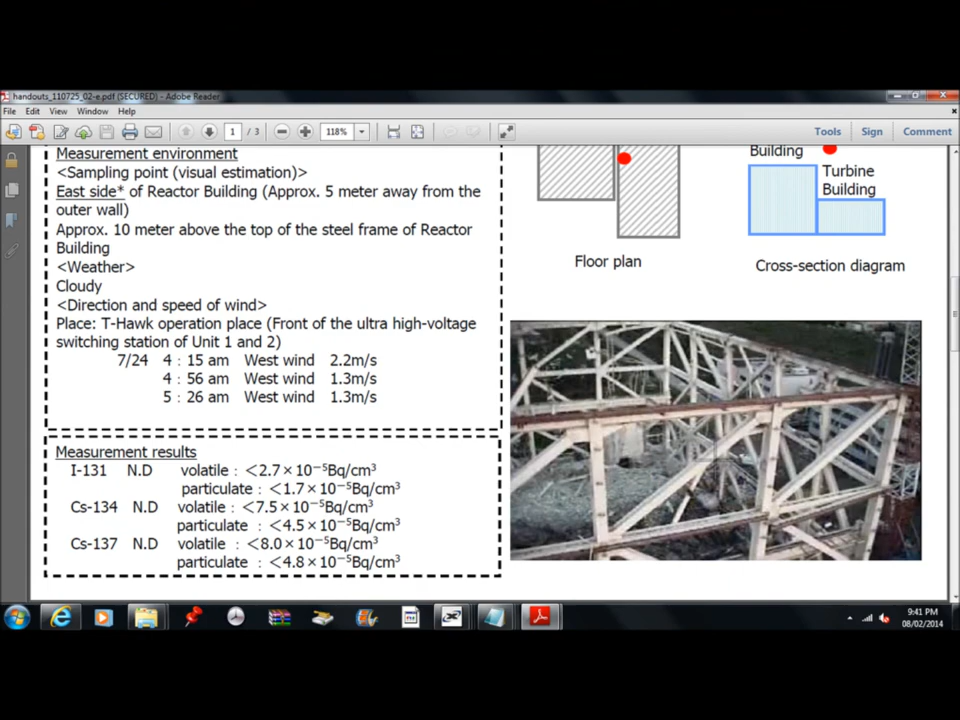 handouts_110725_02-e.pdf (SECURED) - Adobe Reader
File Edit View Window Help
1 / 3 118% Tools Sign Comment
Measurement environment
<Sampling point (visual estimation)>
East side* of Reactor Building (Approx. 5 meter away from the
outer wall)
Approx. 10 meter above the top of the steel frame of Reactor
Building
<Weather>
Cloudy
<Direction and speed of wind>
Place: T-Hawk operation place (Front of the ultra high-voltage
switching station of Unit 1 and 2)
7/24 4：15 am West wind 2.2m/s
4：56 am West wind 1.3m/s
5：26 am West wind 1.3m/s
Measurement results
I-131 N.D volatile：<2.7×10⁻⁵Bq/cm³
particulate：<1.7×10⁻⁵Bq/cm³
Cs-134 N.D volatile：<7.5×10⁻⁵Bq/cm³
particulate：<4.5×10⁻⁵Bq/cm³
Cs-137 N.D volatile：<8.0×10⁻⁵Bq/cm³
particulate：<4.8×10⁻⁵Bq/cm³
Building
Turbine
Building
Floor plan
Cross-section diagram
9:41 PM
08/02/2014